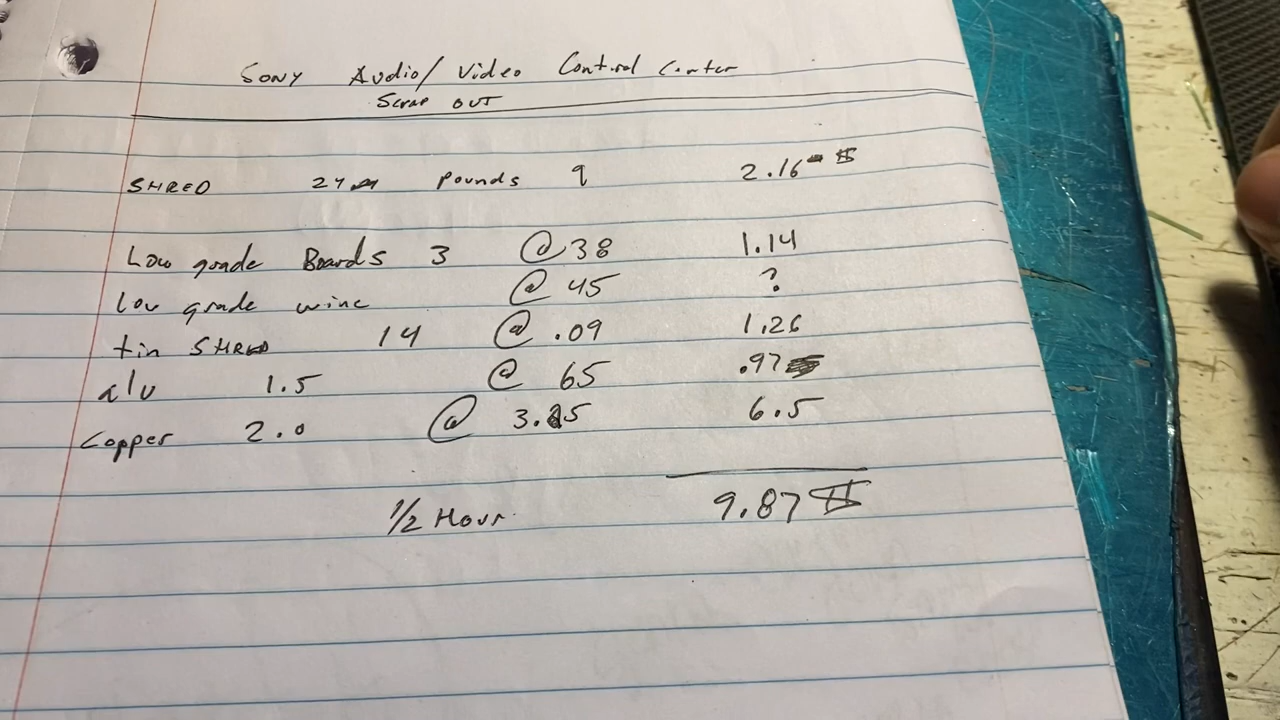 Sony Audio/Video Control Center
Scrap out
SHRED 24 pounds 9 2.16 $
Low grade Boards 3 @ 38 1.14
low grade wire @ 45 ?
tin SHRED 14 @ .09 1.26
alu 1.5 @ 65 .97
Copper 2.0 @ 3.25 6.5
1/2 Hour 9.87 $